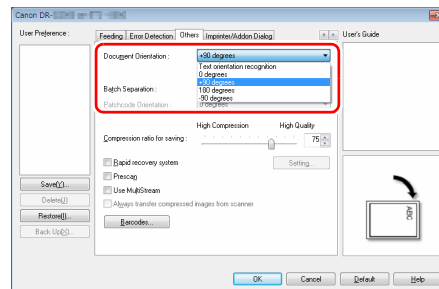 Canon DR-
User Preference :
Feeding
Error Detection
Others
Imprinter/Addon Dialog
User's Guide
Document Orientation :
+90 degrees
Text orientation recognition
0 degrees
+90 degrees
180 degrees
-90 degrees
Batch Separation :
Patchcode Orientation :
0 degrees
High Compression
High Quality
Compression ratio for saving :
75
Rapid recovery system
Setting...
Prescan
Use MultiStream
Always transfer compressed images from scanner
Barcodes...
Save(Y)...
Delete(J)
Restore(I)...
Back Up(X)...
ABC
OK
Cancel
Default
Help